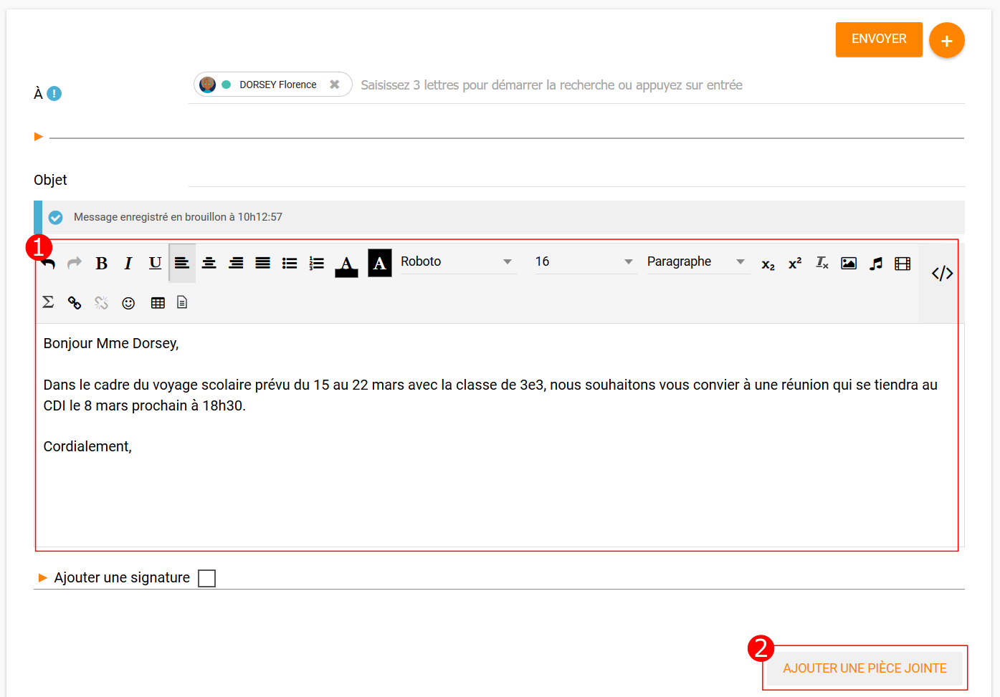 ENVOYER +
À !
DORSEY Florence ✖ Saisissez 3 lettres pour démarrer la recherche ou appuyez sur entrée
Objet
Message enregistré en brouillon à 10h12:57
1
B I U A A Roboto 16 Paragraphe x₂ x² Tx </>
Σ
Bonjour Mme Dorsey,
Dans le cadre du voyage scolaire prévu du 15 au 22 mars avec la classe de 3e3, nous souhaitons vous convier à une réunion qui se tiendra au
CDI le 8 mars prochain à 18h30.
Cordialement,
Ajouter une signature
2
AJOUTER UNE PIÈCE JOINTE